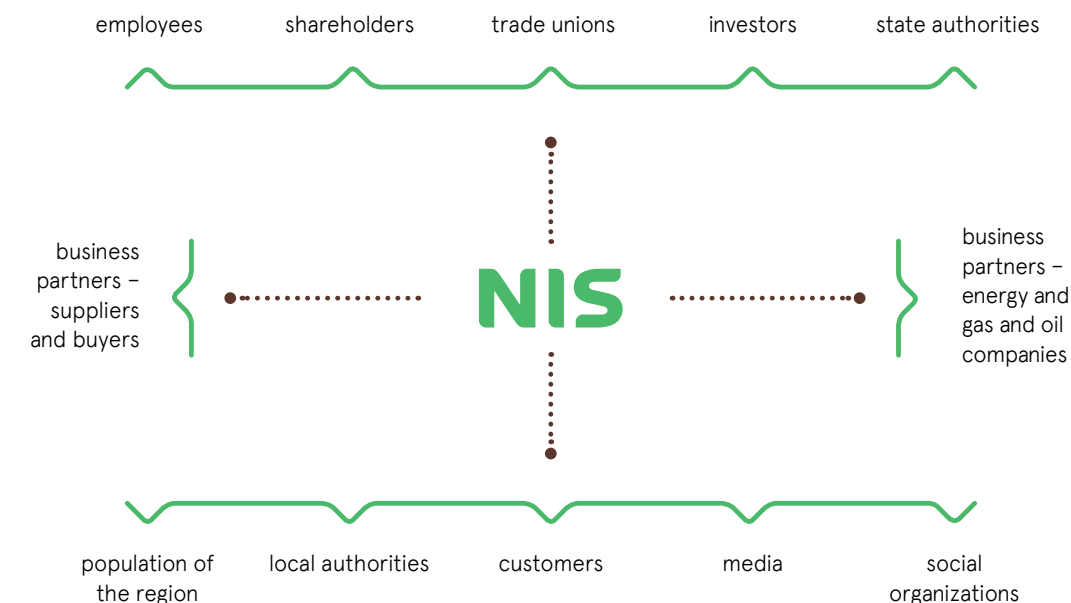 employees shareholders trade unions investors state authorities
business
partners –
suppliers
and buyers
NIS
business
partners –
energy and
gas and oil
companies
population of
the region
local authorities
customers
media
social
organizations